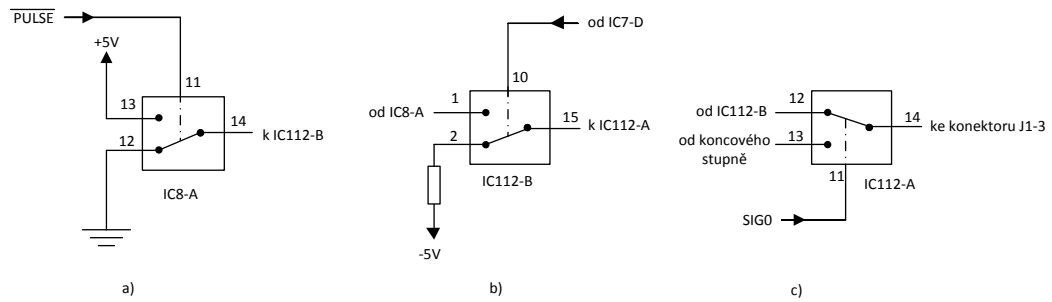 PULSE
+5V
11
13
12
14
k IC112-B
IC8-A
a)
od IC7-D
10
od IC8-A
1
2
15
k IC112-A
IC112-B
-5V
b)
od IC112-B
12
od koncového
stupně
13
14
ke konektoru J1-3
11
IC112-A
SIG0
c)